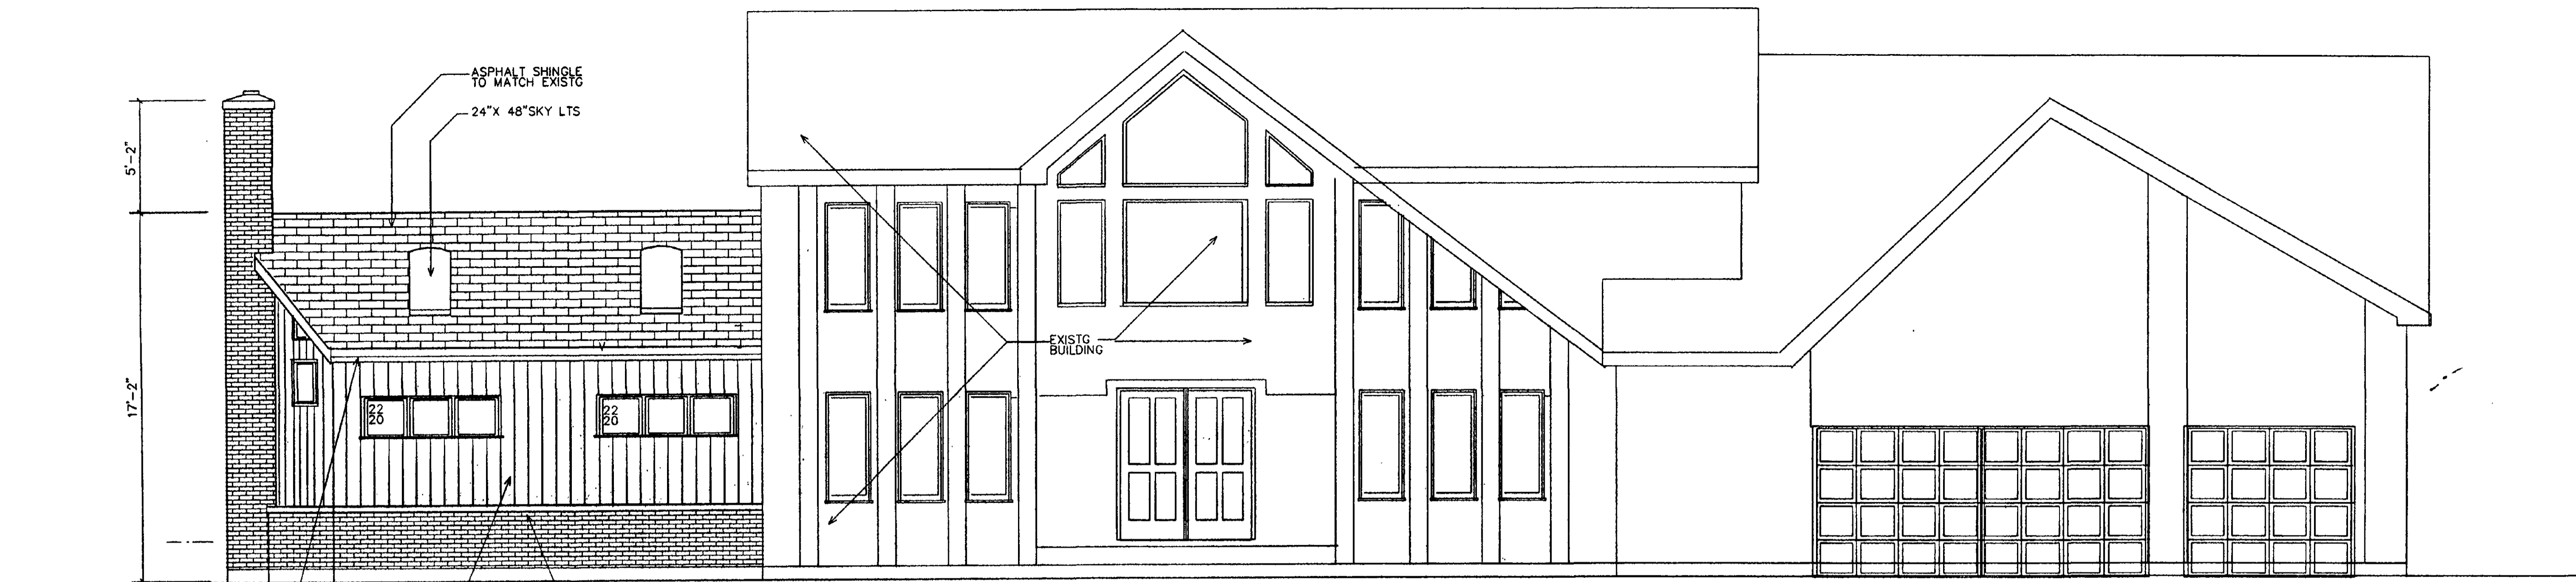 ASPHALT SHINGLE
TO MATCH EXISTG
24"X 48"SKY LTS
5'-2"
17'-2"
EXISTG
BUILDING
22
20
22
20